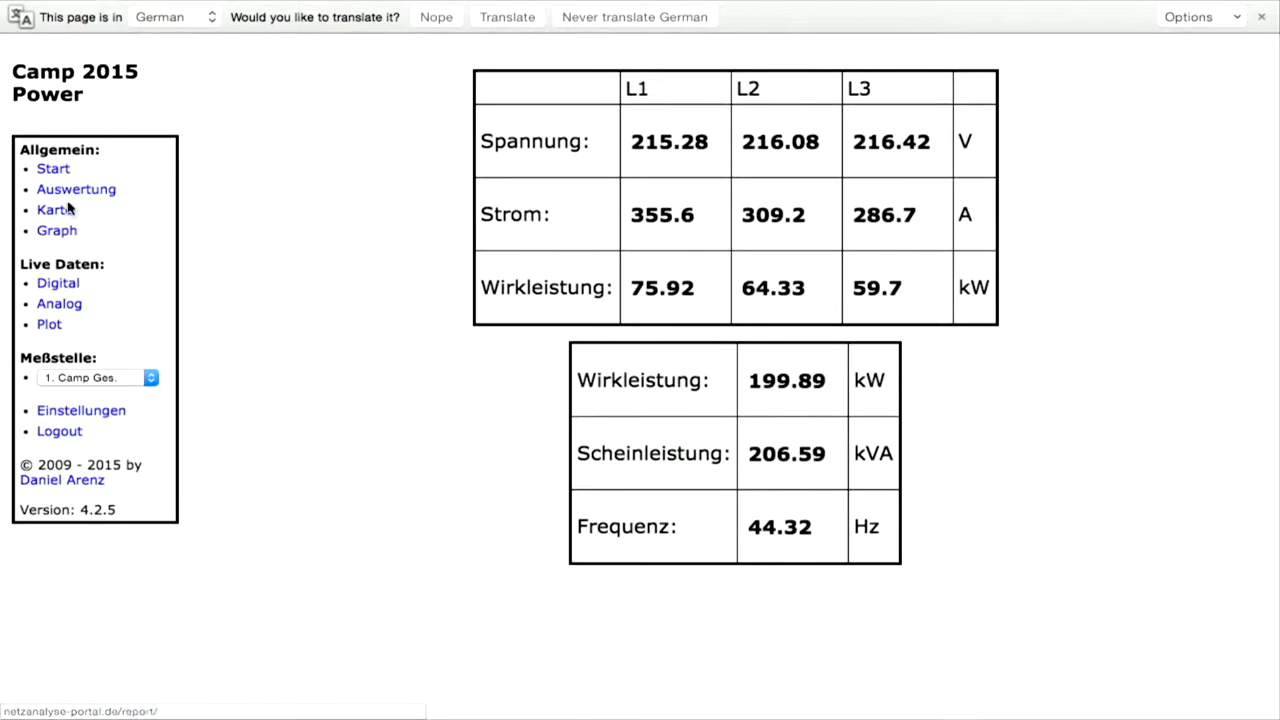 This page is in German Would you like to translate it? Nope Translate Never translate German Options
Camp 2015
Power
Allgemein:
Start
Auswertung
Kart
Graph
Live Daten:
Digital
Analog
Plot
Meßstelle:
1. Camp Ges.
Einstellungen
Logout
© 2009 - 2015 by
Daniel Arenz
Version: 4.2.5
L1 L2 L3
Spannung: 215.28 216.08 216.42 V
Strom: 355.6 309.2 286.7 A
Wirkleistung: 75.92 64.33 59.7 kW
Wirkleistung: 199.89 kW
Scheinleistung: 206.59 kVA
Frequenz: 44.32 Hz
netzanalyse-portal.de/report/